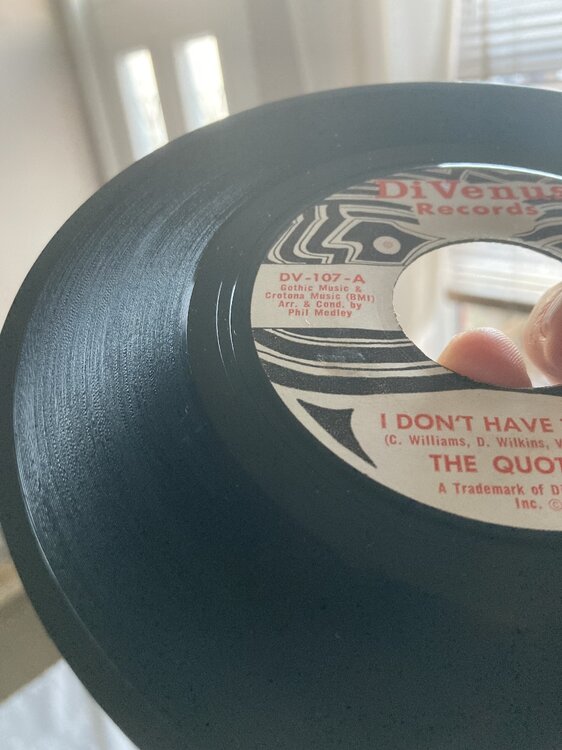 DiVenus
Records
DV-107-A
Gothic Music &
Crotona Music (BMI)
Arr. & Cond. by
Phil Medley
I DON'T HAVE
(C. Williams, D. Wilkins,
THE QUOT
A Trademark of Di
Inc. ©